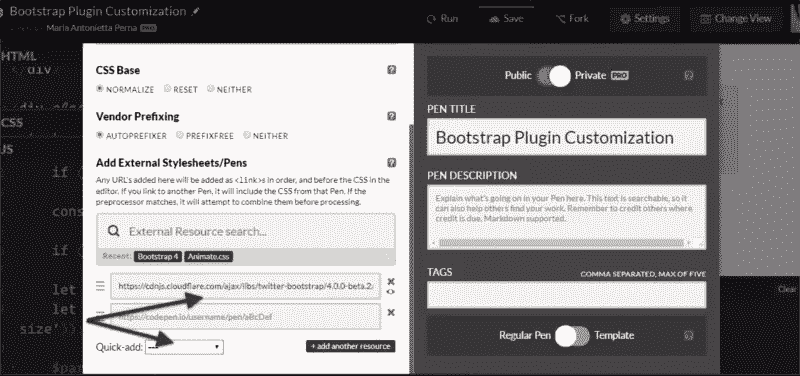 Bootstrap Plugin Customization
Maria Antonietta Perna PRO
Run
Save
Fork
Settings
Change View
HTML
div
CSS
JS
if (
const
if (
let
let
size'));
$pat
CSS Base
NORMALIZE RESET NEITHER
Vendor Prefixing
AUTOPREFIXER PREFIXFREE NEITHER
Add External Stylesheets/Pens
Any URL's added here will be added as <link>s in order, and before the CSS in the
editor. If you link to another Pen, it will include the CSS from that Pen. If the
preprocessor matches, it will attempt to combine them before processing.
External Resource search...
Recent: Bootstrap 4 Animate.css
https://cdnjs.cloudflare.com/ajax/libs/twitter-bootstrap/4.0.0-beta.2/
https://codepen.io/username/pen/aBcDef
Quick-add: ---
+ add another resource
Public Private PRO
PEN TITLE
Bootstrap Plugin Customization
PEN DESCRIPTION
Explain what's going on in your Pen here. This text is searchable, so it
can also help others find your work. Remember to credit others where
credit is due. Markdown supported.
TAGS
COMMA SEPARATED, MAX OF FIVE
Regular Pen Template
Clear